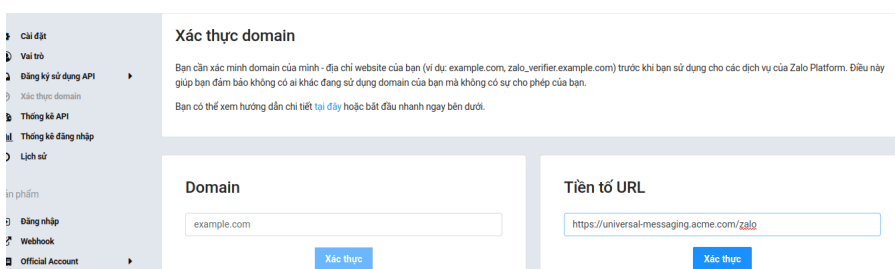 Cài đặt
Vai trò
Đăng ký sử dụng API
Xác thực domain
Thống kê API
Thống kê đăng nhập
Lịch sử
phẩm
Đăng nhập
Webhook
Official Account
Xác thực domain
Bạn cần xác minh domain của mình - địa chỉ website của bạn (ví dụ: example.com, zalo_verifier.example.com) trước khi bạn sử dụng cho các dịch vụ của Zalo Platform. Điều này
giúp bạn đảm bảo không có ai khác đang sử dụng domain của bạn mà không có sự cho phép của bạn.
Bạn có thể xem hướng dẫn chi tiết tại đây hoặc bắt đầu nhanh ngay bên dưới.
Domain
example.com
Xác thực
Tiền tố URL
https://universal-messaging.acme.com/zalo
Xác thực